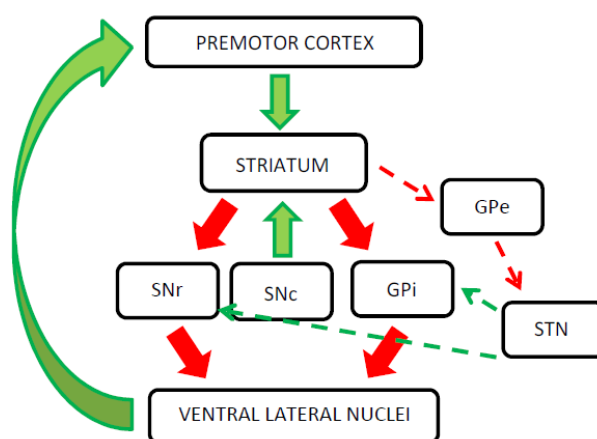 PREMOTOR CORTEX
STRIATUM
GPe
SNr
SNc
GPi
STN
VENTRAL LATERAL NUCLEI